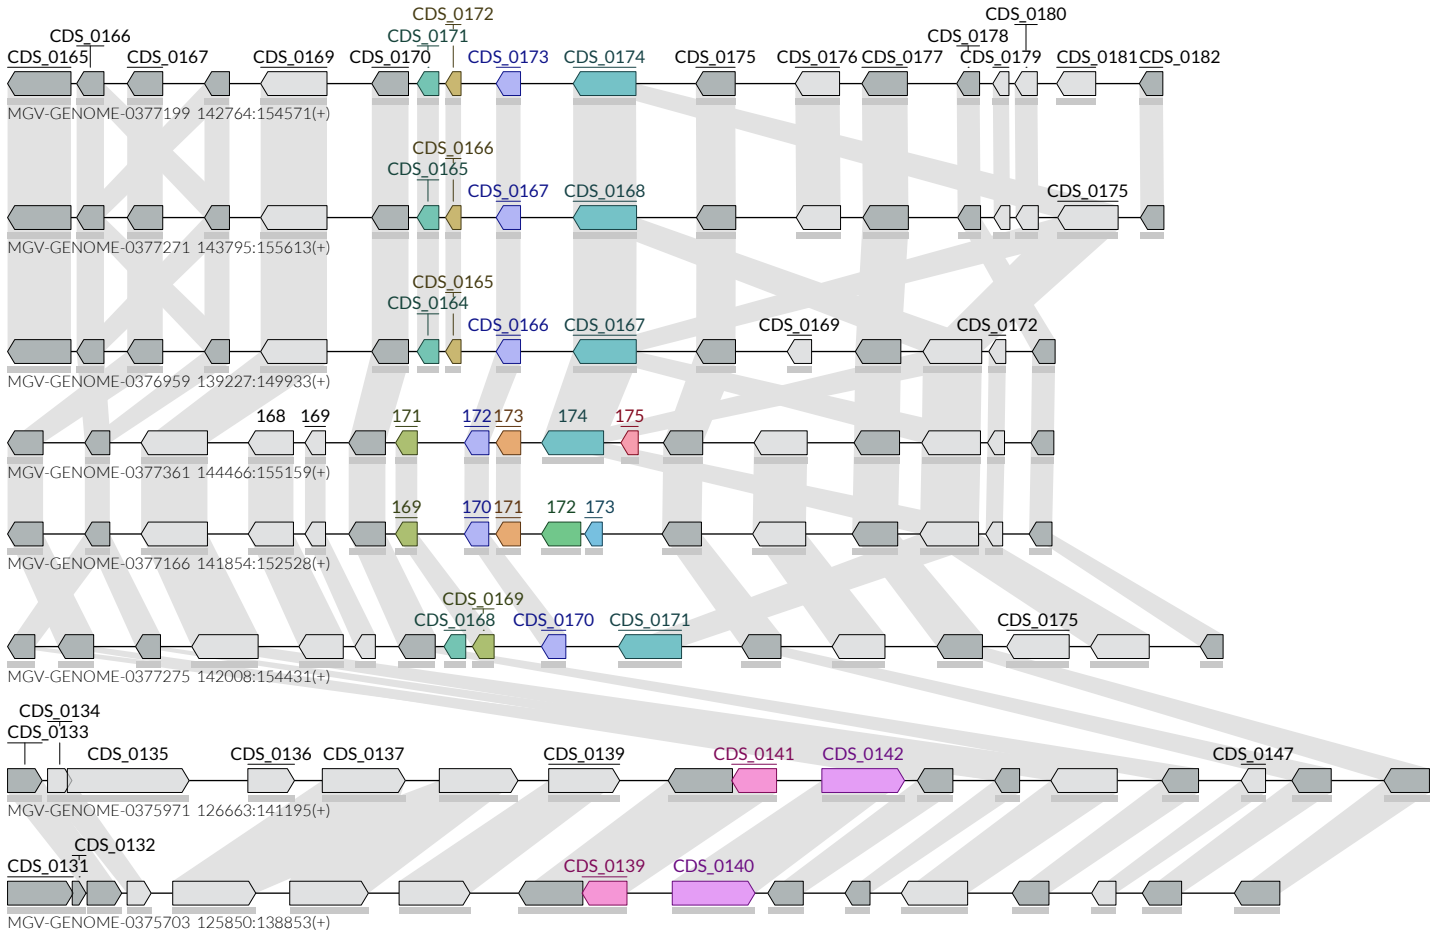 CDS_0172 CDS_0180
CDS_0166 CDS_0171 CDS_0178
CDS_0165 CDS_0167 CDS_0169 CDS_0170 CDS_0173 CDS_0174 CDS_0175 CDS_0176 CDS_0177 CDS_0179 CDS_0181 CDS_0182
MGV-GENOME-0377199 142764:154571(+)
CDS_0166
CDS_0165
CDS_0167 CDS_0168 CDS_0175
MGV-GENOME-0377271 143795:155613(+)
CDS_0165
CDS_0164
CDS_0166 CDS_0167 CDS_0169 CDS_0172
MGV-GENOME-0376959 139227:149933(+)
168 169 171 172 173 174 175
MGV-GENOME-0377361 144466:155159(+)
169 170 171 172 173
MGV-GENOME-0377166 141854:152528(+)
CDS_0169
CDS_0168 CDS_0170 CDS_0171 CDS_0175
MGV-GENOME-0377275 142008:154431(+)
CDS_0134
CDS_0133
CDS_0135 CDS_0136 CDS_0137 CDS_0139 CDS_0141 CDS_0142 CDS_0147
MGV-GENOME-0375971 126663:141195(+)
CDS_0132
CDS_0131 CDS_0139 CDS_0140
MGV-GENOME-0375703 125850:138853(+)